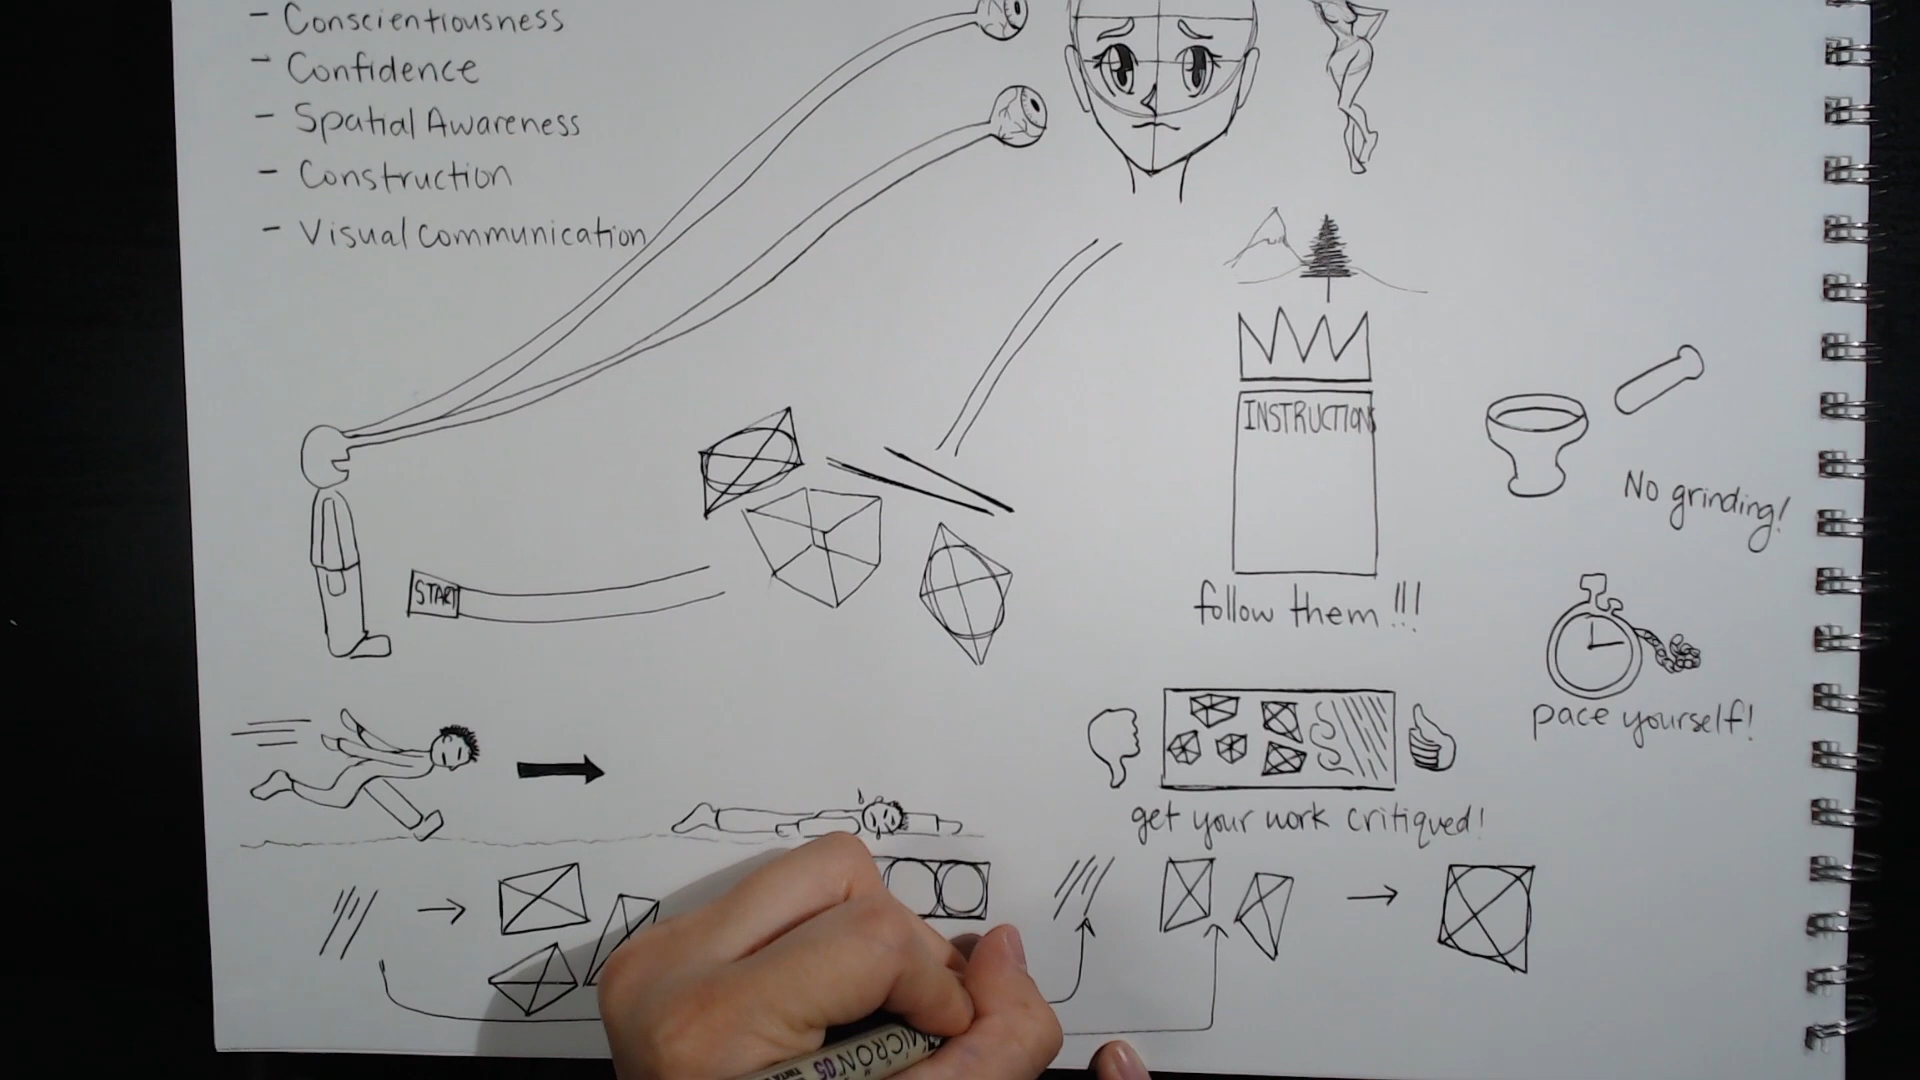 - Conscientiousness
- Confidence
- Spatial Awareness
- Construction
- Visual communication
INSTRUCTIONS
No grinding!
START
follow them!!!
pace yourself!
get your work critiqued!
MICRON 05